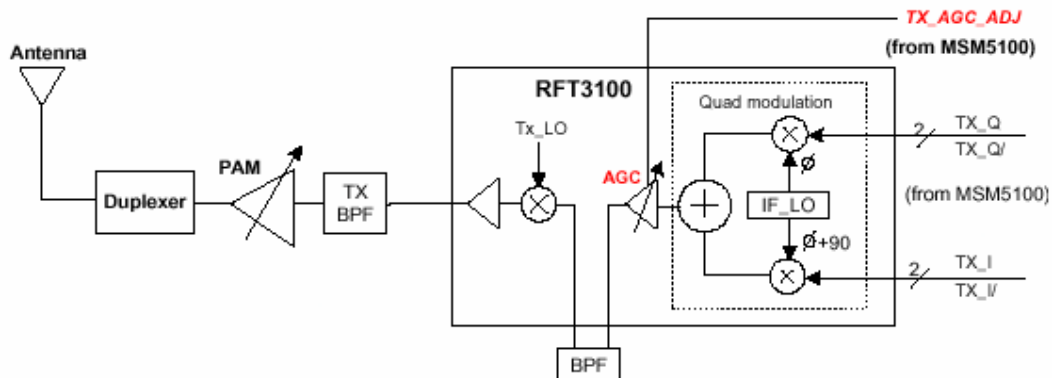 TX_AGC_ADJ
(from MSM5100)
Antenna
RFT3100
Quad modulation
Tx_LO
2
TX_Q
TX_Q/
PAM
AGC
Ø
TX
BPF
Duplexer
+
IF_LO
(from MSM5100)
Ø+90
2
TX_I
TX_I/
BPF